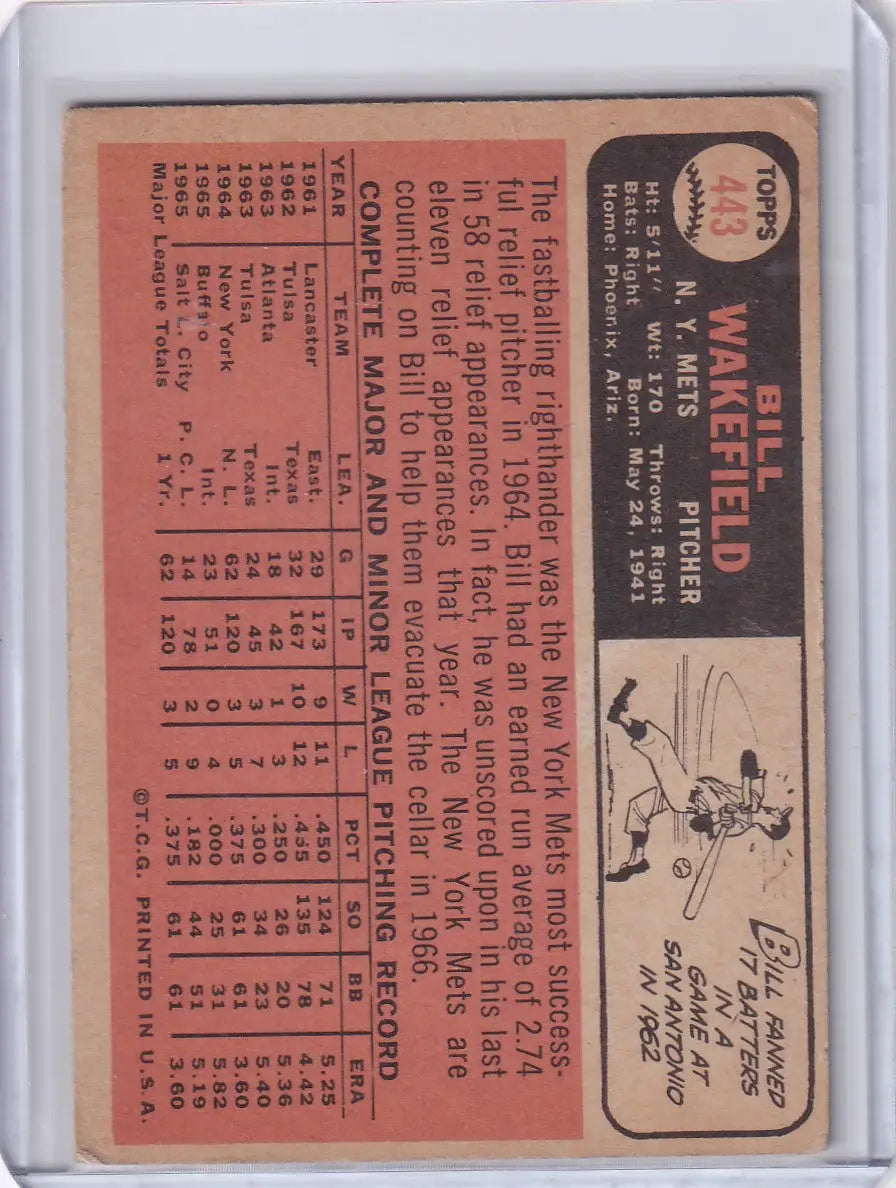 TOPPS
443
BILL
WAKEFIELD
N. Y. METS PITCHER
Ht: 5'11" Wt: 170 Throws: Right
Bats: Right Born: May 24, 1941
Home: Phoenix, Ariz.
BILL FANNED
17 BATTERS
IN A
GAME AT
SAN ANTONIO
IN 1962
The fastballing righthander was the New York Mets most success-
ful relief pitcher in 1964. Bill had an earned run average of 2.74
in 58 relief appearances. In fact, he was unscored upon in his last
eleven relief appearances that year. The New York Mets are
counting on Bill to help them evacuate the cellar in 1966.
COMPLETE MAJOR AND MINOR LEAGUE PITCHING RECORD
YEAR TEAM LEA. G IP W L PCT SO BB ERA
1961 Lancaster East. 29 173 9 11 .450 124 71 5.25
1962 Tulsa Texas 32 167 10 12 .455 135 78 4.42
1963 Atlanta Int. 18 42 1 3 .250 26 20 5.36
1963 Tulsa Texas 24 45 3 7 .300 34 23 5.40
1964 New York N. L. 62 120 3 5 .375 61 61 3.60
1965 Buffalo Int. 23 51 0 4 .000 25 31 5.82
1965 Salt L. City P. C. L. 14 78 2 9 .182 44 51 5.19
Major League Totals 1 Yr. 62 120 3 5 .375 61 61 3.60
©T.C.G. PRINTED IN U.S.A.